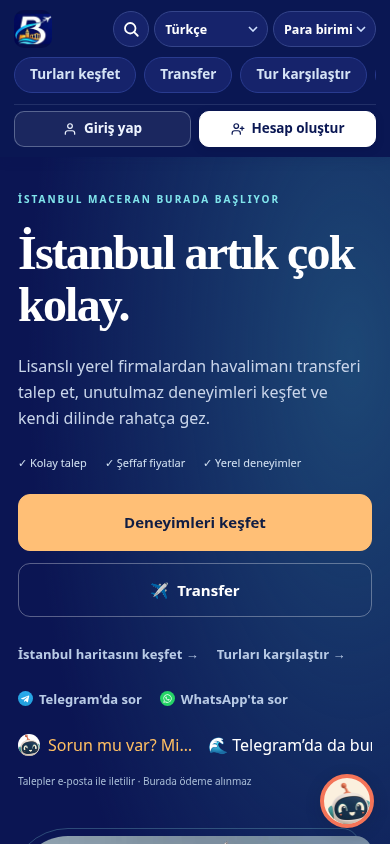 Türkçe
Para birimi
Turları keşfet
Transfer
Tur karşılaştır
Giriş yap
Hesap oluştur
İSTANBUL MACERAN BURADA BAŞLIYOR
İstanbul artık çok
kolay.
Lisanslı yerel firmalardan havalimanı transferi
talep et, unutulmaz deneyimleri keşfet ve
kendi dilinde rahatça gez.
✓ Kolay talep ✓ Şeffaf fiyatlar ✓ Yerel deneyimler
Deneyimleri keşfet
✈️ Transfer
İstanbul haritasını keşfet → Turları karşılaştır →
Telegram'da sor WhatsApp'ta sor
Sorun mu var? Mi... 🌊 Telegram’da da
Talepler e-posta ile iletilir · Burada ödeme alınmaz